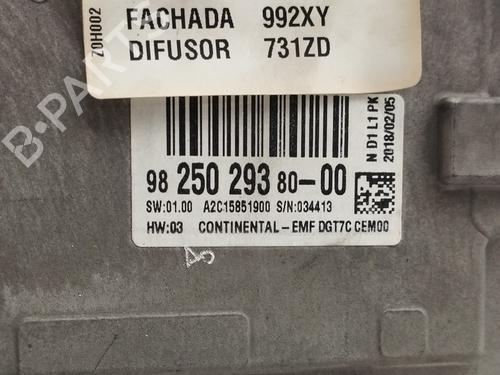 Z0H002
FACHADA 992XY
DIFUSOR 731ZD
98 250 293 80-00
SW:01.00 A2C15851900 S/N:034413
HW:03 CONTINENTAL-EMF DGT7C CEM00
N D1 L1 PK
2018/02/05
B-PARTS